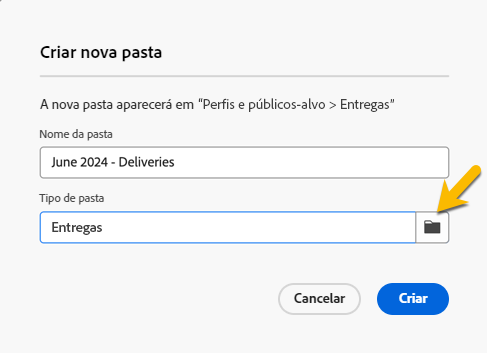 Criar nova pasta
A nova pasta aparecerá em “Perfis e públicos-alvo > Entregas”
Nome da pasta
June 2024 - Deliveries
Tipo de pasta
Entregas
Cancelar
Criar